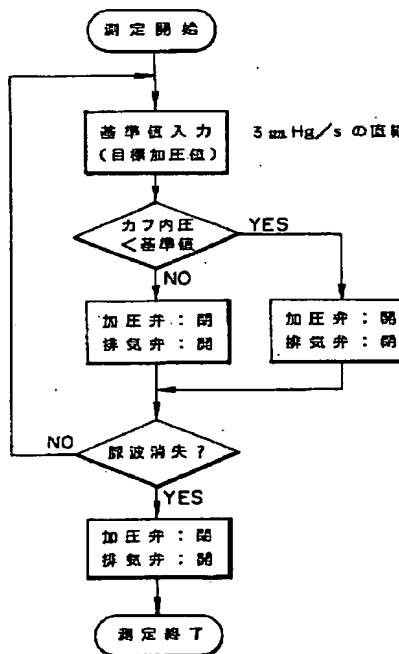 測定開始
基準値入力
(目標加圧位)
3mmHg/sの直線
カフ内圧
<基準値
YES
NO
加圧弁:閉
排気弁:開
加圧弁:開
排気弁:閉
脈波消失?
NO
YES
加圧弁:閉
排気弁:開
測定終了